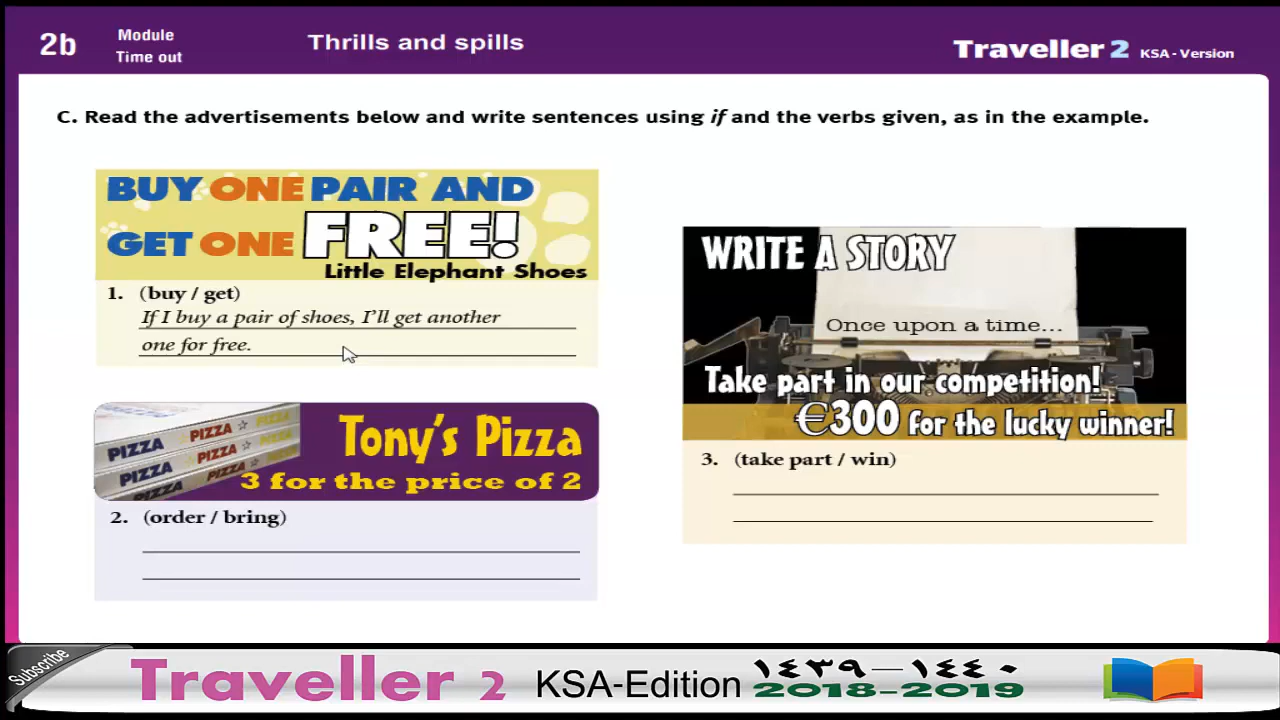 2b
Module
Time out
Thrills and spills
Traveller 2 KSA - Version
C. Read the advertisements below and write sentences using if and the verbs given, as in the example.
BUY ONE PAIR AND
GET ONE FREE!
Little Elephant Shoes
1. (buy / get)
If I buy a pair of shoes, I'll get another
one for free.
PIZZA ☆ PIZZA ☆ PIZZA
PIZZA ☆ PIZZA ☆
PIZZA PIZZA ☆
Tony's Pizza
3 for the price of 2
2. (order / bring)
WRITE A STORY
Once upon a time...
Take part in our competition!
€300 for the lucky winner!
3. (take part / win)
Subscribe
Traveller 2 KSA-Edition
١٤٣٩–١٤٤٠
2018-2019